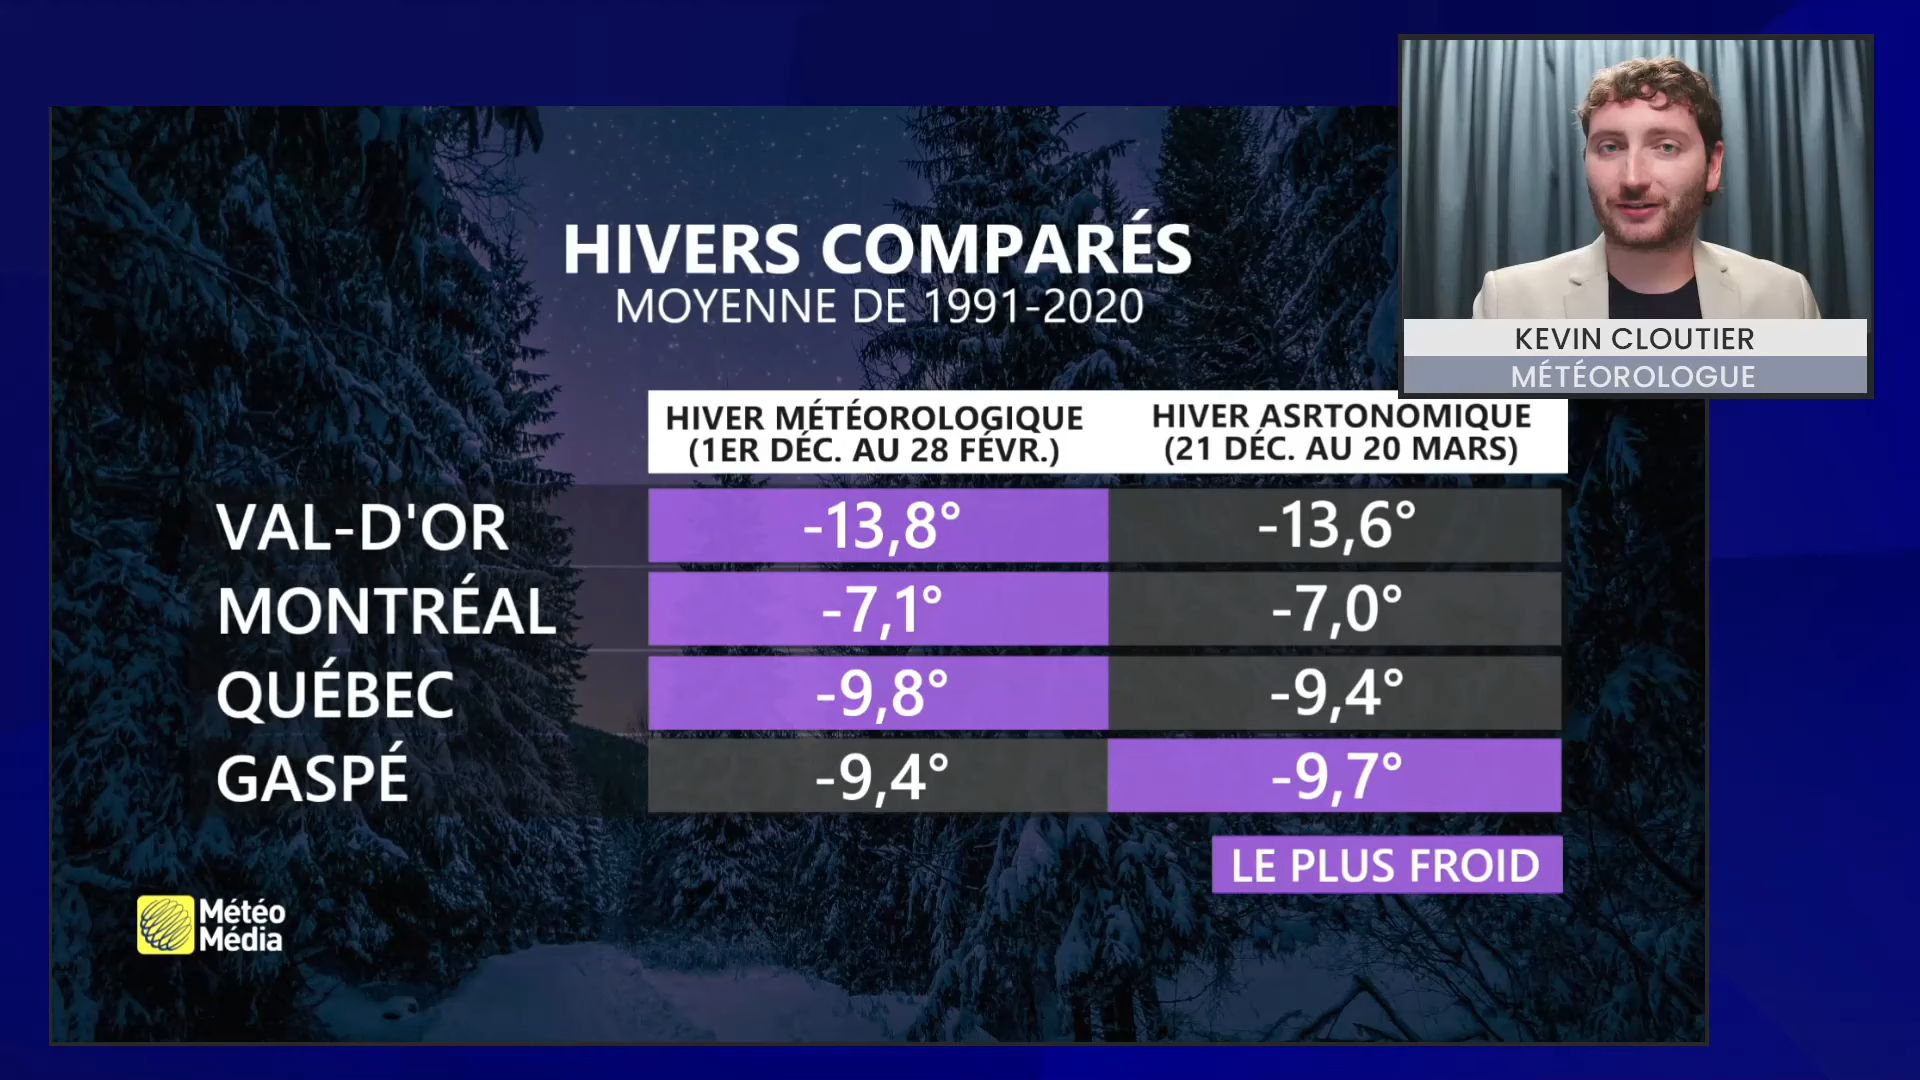 HIVERS COMPARÉS
MOYENNE DE 1991-2020
KEVIN CLOUTIER
MÉTÉOROLOGUE
HIVER MÉTÉOROLOGIQUE
(1ER DÉC. AU 28 FÉVR.)
HIVER ASRTONOMIQUE
(21 DÉC. AU 20 MARS)
VAL-D'OR -13,8° -13,6°
MONTRÉAL -7,1° -7,0°
QUÉBEC -9,8° -9,4°
GASPÉ -9,4° -9,7°
LE PLUS FROID
Météo
Média